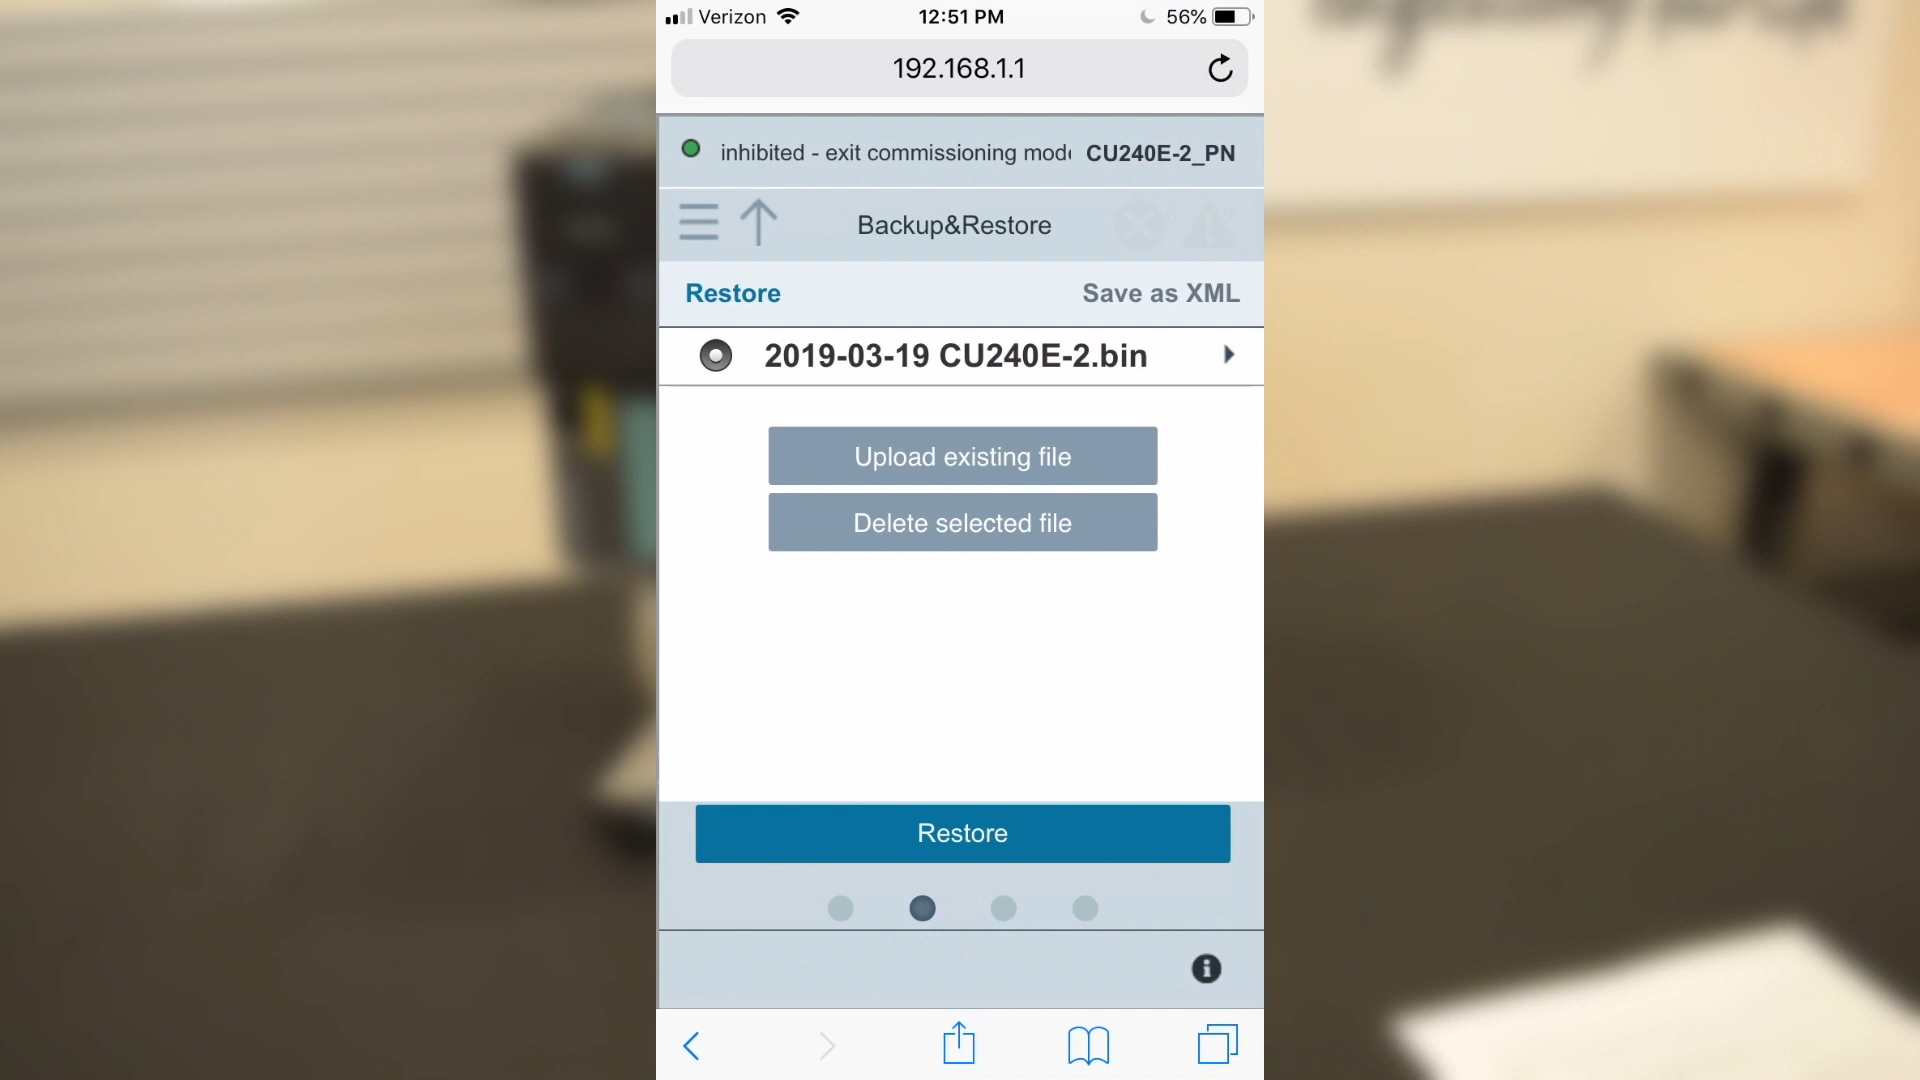 Verizon 12:51 PM 56%
192.168.1.1
inhibited - exit commissioning mod CU240E-2_PN
Backup&Restore
Restore Save as XML
2019-03-19 CU240E-2.bin
Upload existing file
Delete selected file
Restore